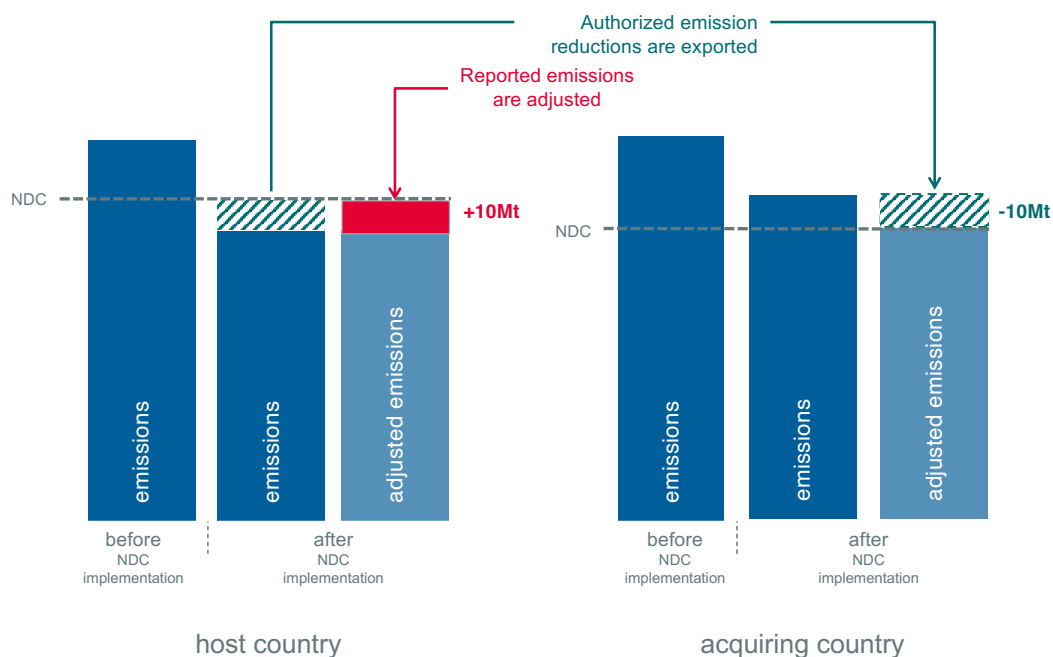 Authorized emission
reductions are exported
Reported emissions
are adjusted
NDC
+10Mt
emissions
emissions
adjusted emissions
before
NDC
implementation
after
NDC
implementation
host country
NDC
-10Mt
emissions
emissions
adjusted emissions
before
NDC
implementation
after
NDC
implementation
acquiring country